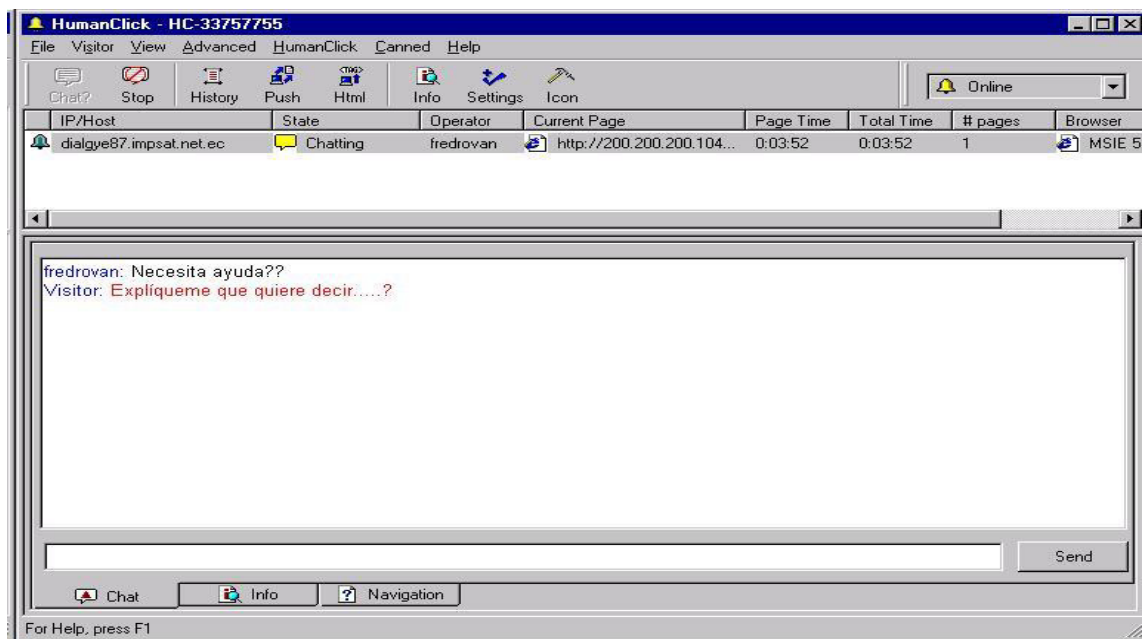 HumanClick - HC-33757755
File Visitor View Advanced HumanClick Canned Help
Chat? Stop History Push Html Info Settings Icon Online
IP/Host State Operator Current Page Page Time Total Time # pages Browser
dialgye87.impsat.net.ec Chatting fredrovan http://200.200.200.104... 0:03:52 0:03:52 1 MSIE 5
fredrovan: Necesita ayuda??
Visitor: Explíqueme que quiere decir.....?
Send
Chat Info Navigation
For Help, press F1